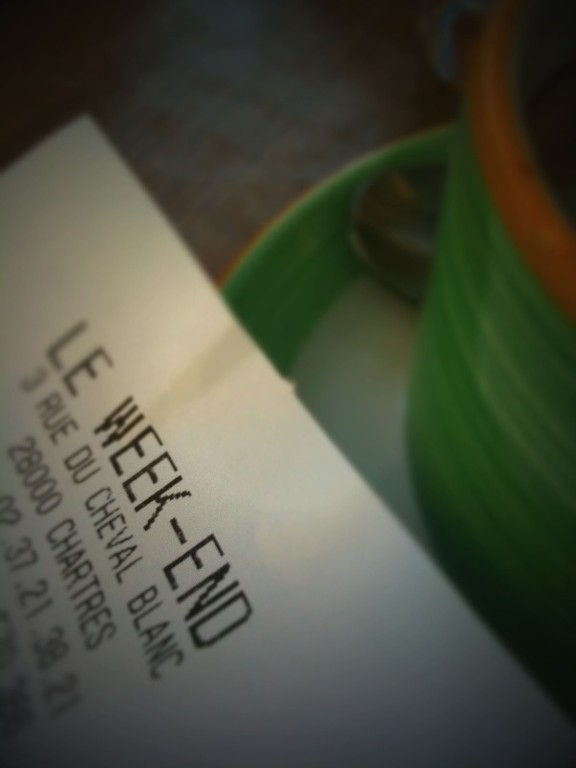 LE WEEK-END
3 RUE DU CHEVAL BLANC
28000 CHARTRES
02.37.21.38.21